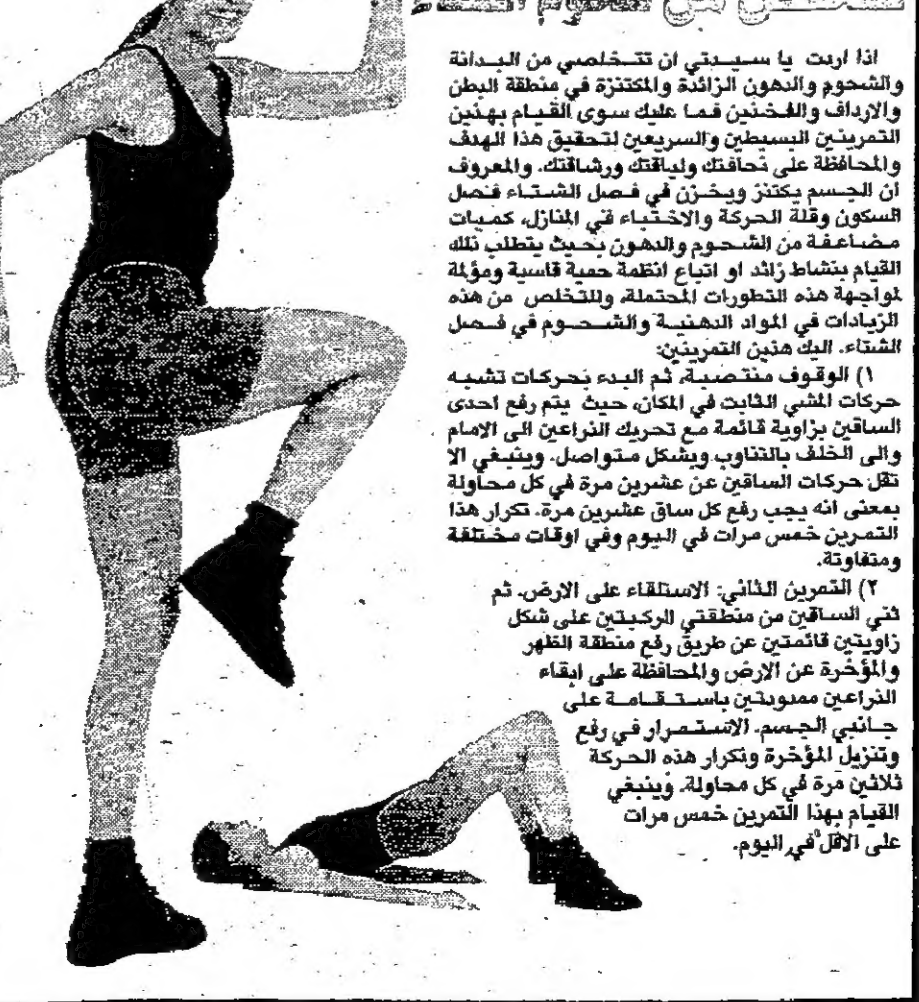 من
اذا اردت يا سيدتي ان تتخلصي من البدانة
والشحوم والدهون الزائدة والمكتنزة في منطقة البطن
والارداف والفخذين فما عليك سوى القيام بهذين
التمرينين البسيطين والسريعين لتحقيق هذا الهدف
والمحافظة على نحافتك ولياقتك ورشاقتك. والمعروف
ان الجسم يكتنز ويخزن في فصل الشتاء فصل
السكون وقلة الحركة والاختباء في المنازل، كميات
مضاعفة من الشحوم والدهون بحيث يتطلب ذلك
القيام بنشاط زائد او اتباع انظمة حمية قاسية ومؤلمة
لمواجهة هذه التطورات المحتملة، وللتخلص من هذه
الزيادات في المواد الدهنية والشحوم في فصل
الشتاء. اليك هذين التمرينين:
١) الوقوف منتصبة، ثم البدء بحركات تشبه
حركات المشي الثابت في المكان، حيث يتم رفع احدى
الساقين بزاوية قائمة مع تحريك الذراعين الى الامام
والى الخلف بالتناوب وبشكل متواصل. وينبغي الا
تقل حركات الساقين عن عشرين مرة في كل محاولة
بمعنى انه يجب رفع كل ساق عشرين مرة. تكرار هذا
التمرين خمس مرات في اليوم وفي اوقات مختلفة
ومتفاوتة.
٢) التمرين الثاني: الاستلقاء على الارض. ثم
ثني الساقين من منطقتي الركبتين على شكل
زاويتين قائمتين عن طريق رفع منطقة الظهر
والمؤخرة عن الارض والمحافظة على ابقاء
الذراعين ممدودتين باستقامة على
جانبي الجسم. الاستمرار في رفع
وتنزيل المؤخرة وتكرار هذه الحركة
ثلاثين مرة في كل محاولة. وينبغي
القيام بهذا التمرين خمس مرات
على الاقل في اليوم.